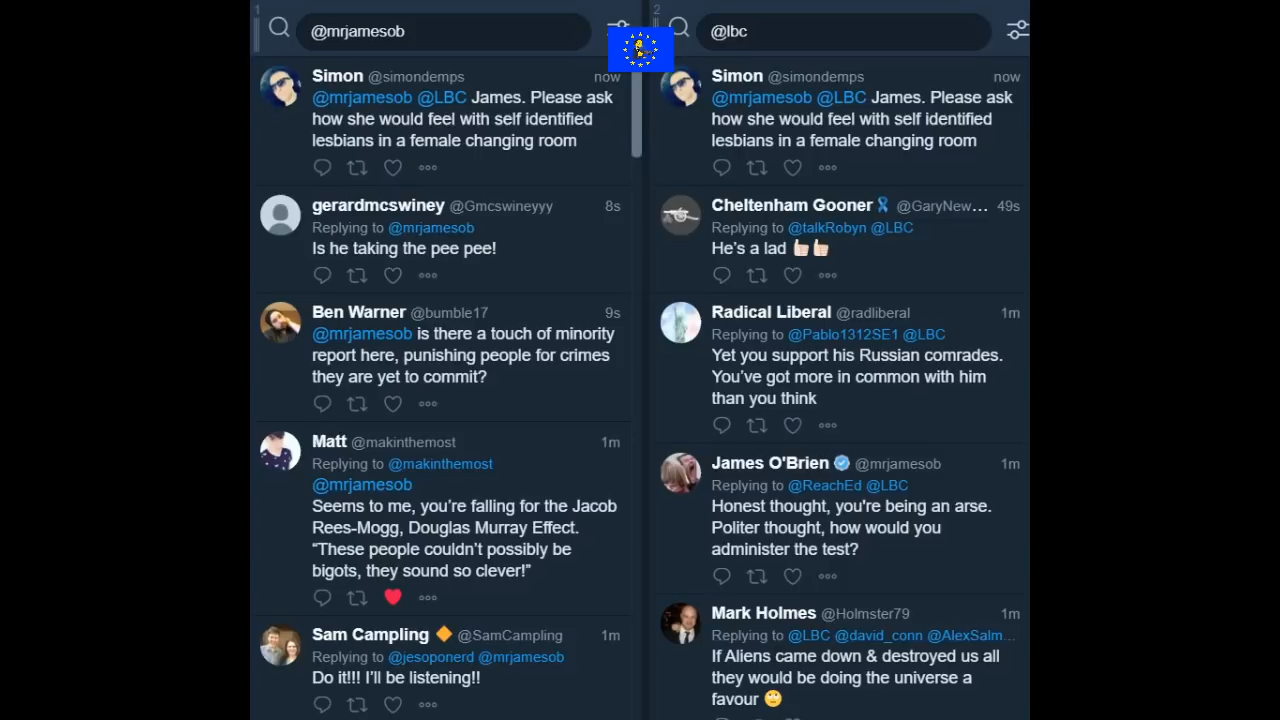 1
@mrjamesob
Simon @simondemps now
@mrjamesob @LBC James. Please ask
how she would feel with self identified
lesbians in a female changing room
gerardmcswiney @Gmcswineyyy 8s
Replying to @mrjamesob
Is he taking the pee pee!
Ben Warner @bumble17 9s
@mrjamesob is there a touch of minority
report here, punishing people for crimes
they are yet to commit?
Matt @makinthemost 1m
Replying to @makinthemost
@mrjamesob
Seems to me, you’re falling for the Jacob
Rees-Mogg, Douglas Murray Effect.
“These people couldn’t possibly be
bigots, they sound so clever!”
Sam Campling 🔶 @SamCampling 1m
Replying to @jesoponerd @mrjamesob
Do it!!! I’ll be listening!!
2
@lbc
Simon @simondemps now
@mrjamesob @LBC James. Please ask
how she would feel with self identified
lesbians in a female changing room
Cheltenham Gooner @GaryNew... 49s
Replying to @talkRobyn @LBC
He’s a lad 👍🏻👍🏻
Radical Liberal @radliberal 1m
Replying to @Pablo1312SE1 @LBC
Yet you support his Russian comrades.
You’ve got more in common with him
than you think
James O'Brien @mrjamesob 1m
Replying to @ReachEd @LBC
Honest thought, you're being an arse.
Politer thought, how would you
administer the test?
Mark Holmes @Holmster79 1m
Replying to @LBC @david_conn @AlexSalm...
If Aliens came down & destroyed us all
they would be doing the universe a
favour 🙄